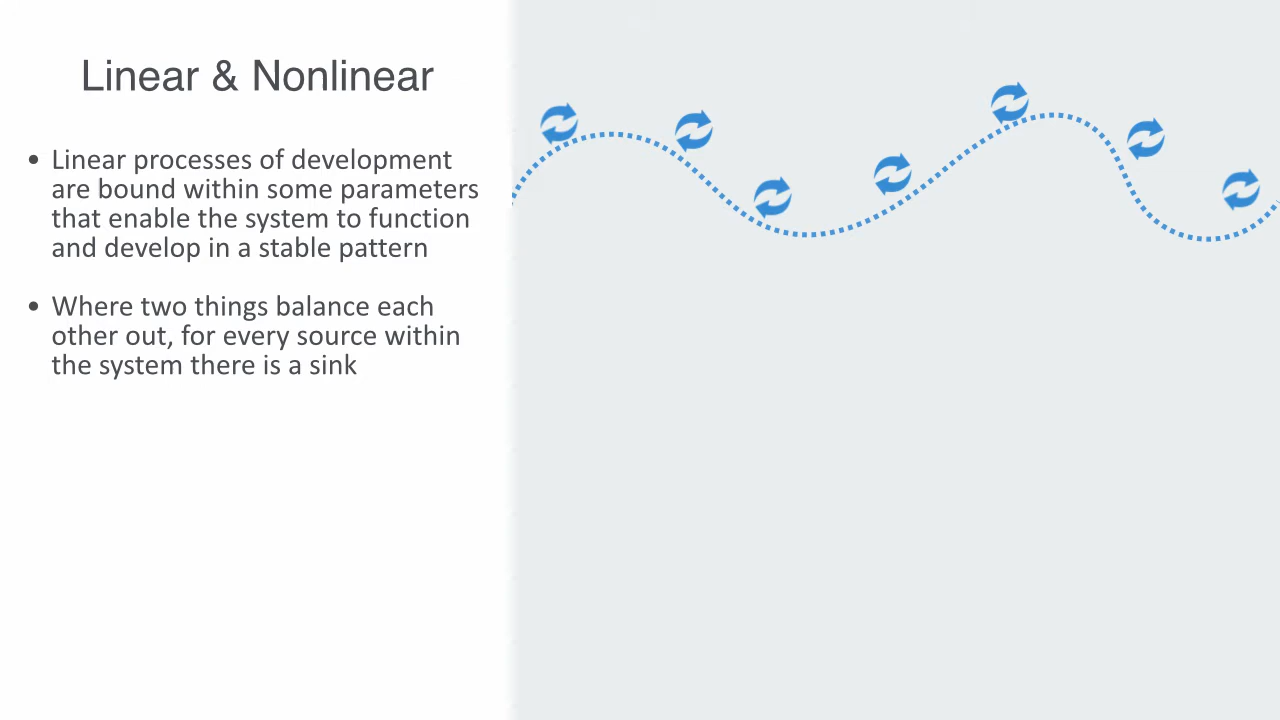 Linear & Nonlinear
• Linear processes of development
are bound within some parameters
that enable the system to function
and develop in a stable pattern
• Where two things balance each
other out, for every source within
the system there is a sink